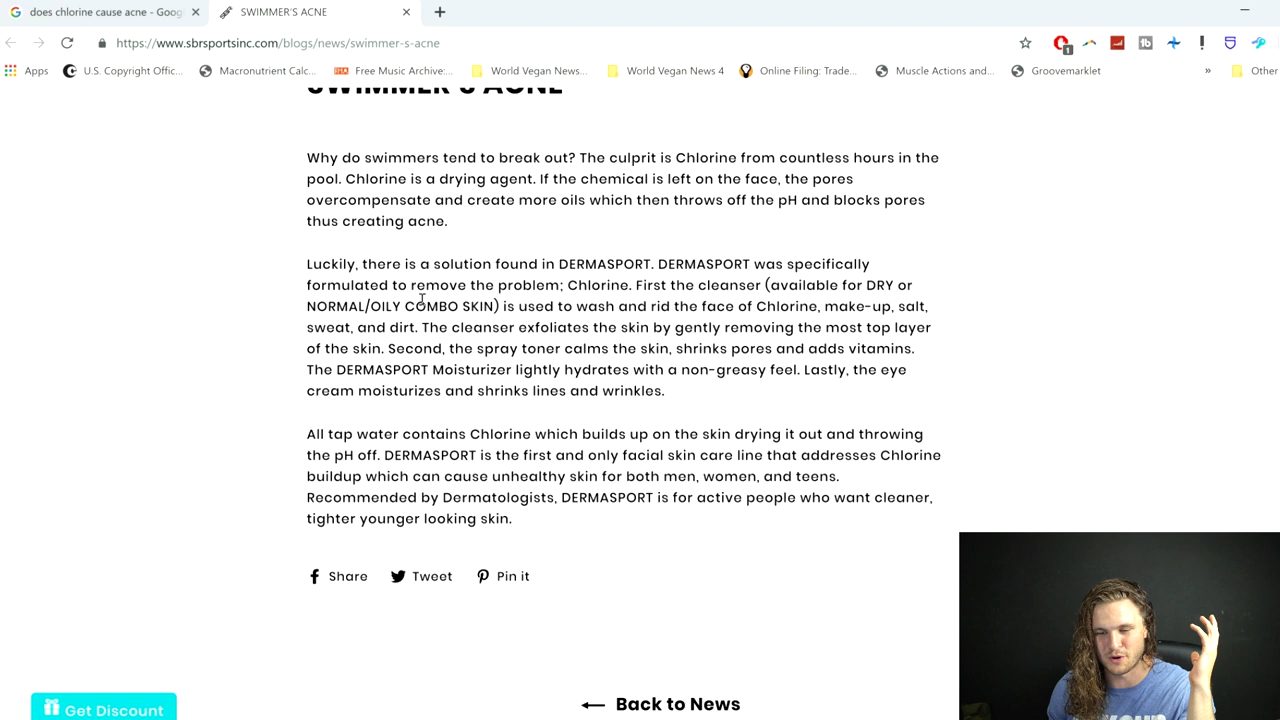 does chlorine cause acne - Goog
SWIMMER'S ACNE
https://www.sbrsportsinc.com/blogs/news/swimmer-s-acne
1
Apps
U.S. Copyright Offic...
Macronutrient Calc...
Free Music Archive:...
World Vegan News...
World Vegan News 4
Online Filing: Trade...
Muscle Actions and...
Groovemarklet
»
Other
SWIMMER'S ACNE
Why do swimmers tend to break out? The culprit is Chlorine from countless hours in the
pool. Chlorine is a drying agent. If the chemical is left on the face, the pores
overcompensate and create more oils which then throws off the pH and blocks pores
thus creating acne.
Luckily, there is a solution found in DERMASPORT. DERMASPORT was specifically
formulated to remove the problem; Chlorine. First the cleanser (available for DRY or
NORMAL/OILY COMBO SKIN) is used to wash and rid the face of Chlorine, make-up, salt,
sweat, and dirt. The cleanser exfoliates the skin by gently removing the most top layer
of the skin. Second, the spray toner calms the skin, shrinks pores and adds vitamins.
The DERMASPORT Moisturizer lightly hydrates with a non-greasy feel. Lastly, the eye
cream moisturizes and shrinks lines and wrinkles.
All tap water contains Chlorine which builds up on the skin drying it out and throwing
the pH off. DERMASPORT is the first and only facial skin care line that addresses Chlorine
buildup which can cause unhealthy skin for both men, women, and teens.
Recommended by Dermatologists, DERMASPORT is for active people who want cleaner,
tighter younger looking skin.
Share
Tweet
Pin it
Get Discount
Back to News